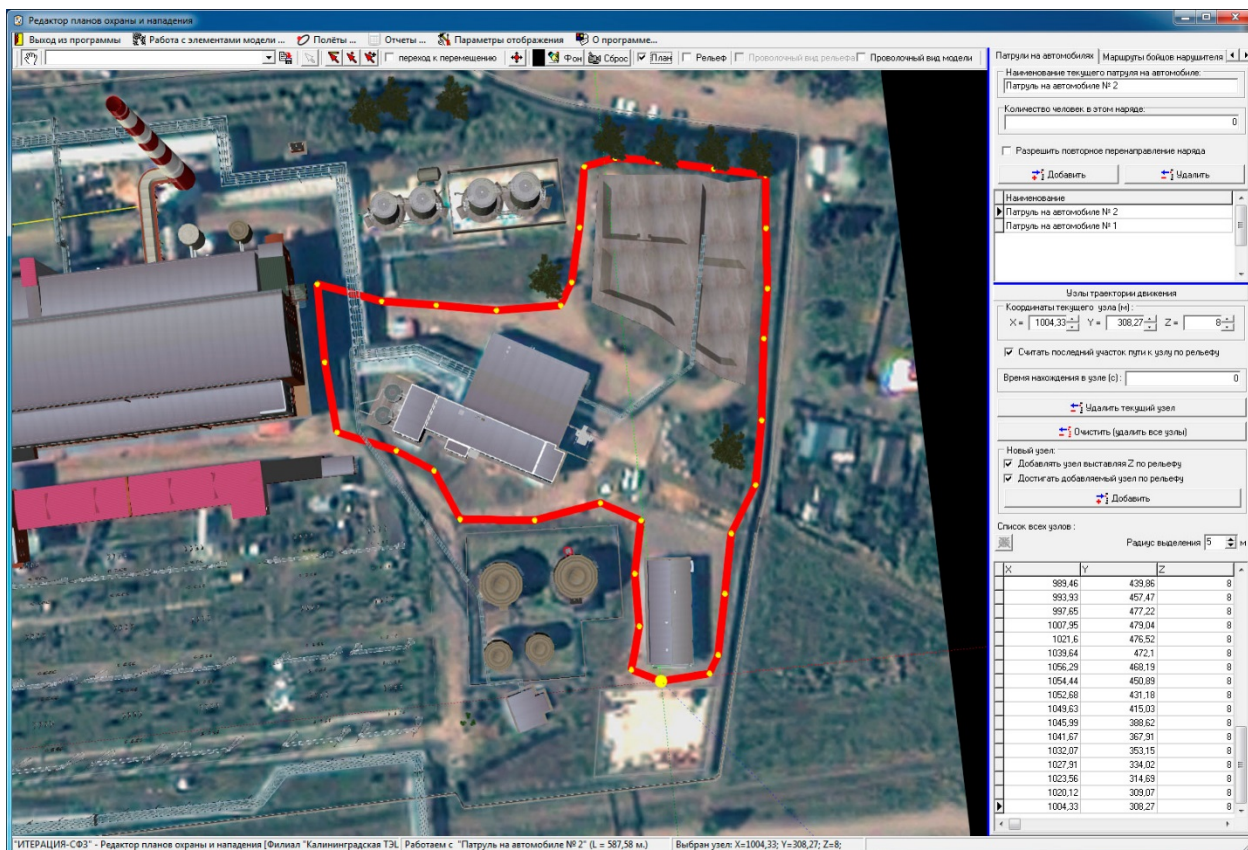 Редактор планов охраны и нападения
Выход из программы Работа с элементами модели ... Полёты ... Отчеты ... Параметры отображения О программе...
переход к перемещению Фон Сброс План Рельеф Проволочный вид рельефа Проволочный вид модели
Патрули на автомобилях Маршруты бойцов нарушителя
Наименование текущего патруля на автомобиле:
Патруль на автомобиле № 2
Количество человек в этом наряде:
0
Разрешить повторное перенаправление наряда
Добавить Удалить
Наименование
Патруль на автомобиле № 2
Патруль на автомобиле № 1
Узлы траектории движения
Координаты текущего узла (м) :
X = 1004,33 Y = 308,27 Z = 8
Считать последний участок пути к узлу по рельефу
Время нахождения в узле (с) : 0
Удалить текущий узел
Очистить (удалить все узлы)
Новый узел:
Добавлять узел выставляя Z по рельефу
Достигать добавляемый узел по рельефу
Добавить
Список всех узлов :
Радиус выделения 5 м
X Y Z
989,46 439,86 8
993,93 457,47 8
997,65 477,22 8
1007,95 479,04 8
1021,6 476,52 8
1039,64 472,1 8
1056,29 468,19 8
1054,44 450,89 8
1052,68 431,18 8
1049,63 415,03 8
1045,99 388,62 8
1041,67 367,91 8
1032,07 353,15 8
1027,91 334,02 8
1023,56 314,69 8
1020,12 309,07 8
1004,33 308,27 8
"ИТЕРАЦИЯ-СФЗ" - Редактор планов охраны и нападения [Филиал "Калининградская ТЭЦ Работаем с "Патруль на автомобиле № 2" (L = 587,58 м.) Выбран узел: X=1004,33; Y=308,27; Z=8;